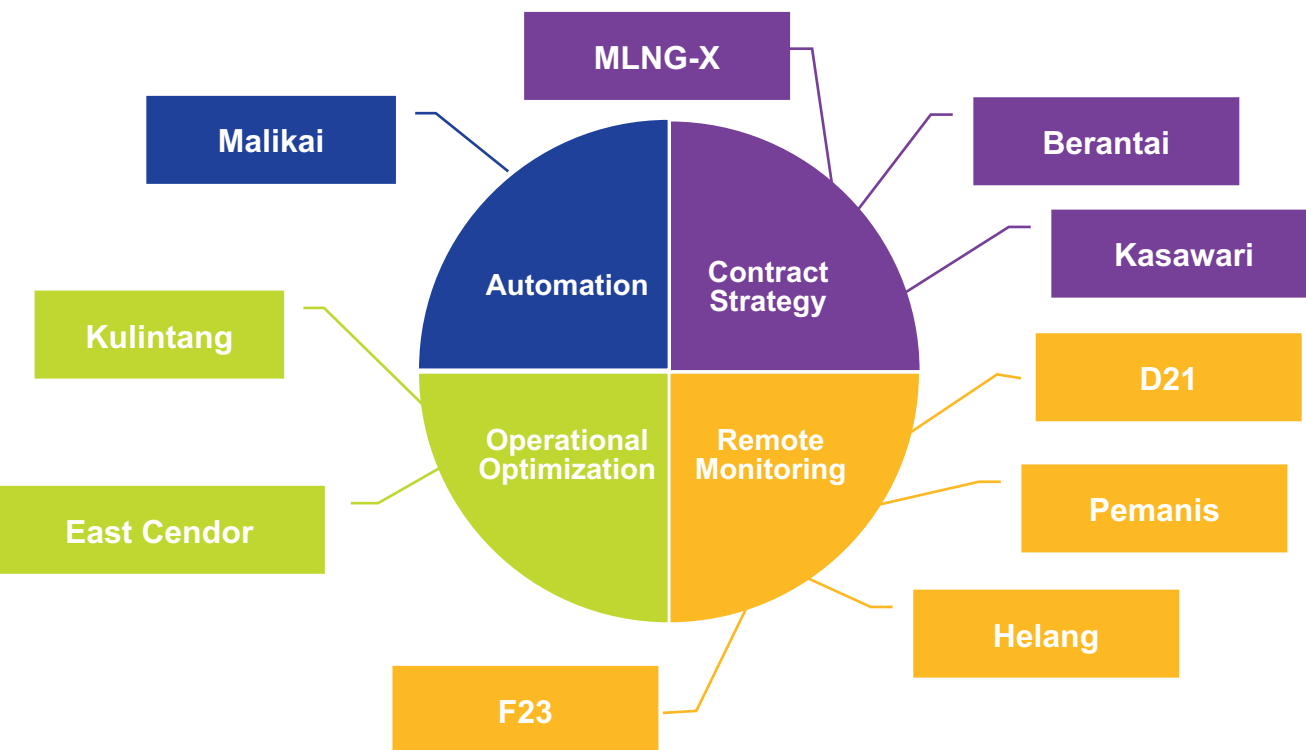 MLNG-X
Malikai
Berantai
Kasawari
Automation
Contract
Strategy
Kulintang
D21
Operational
Optimization
Remote
Monitoring
Pemanis
East Cendor
Helang
F23